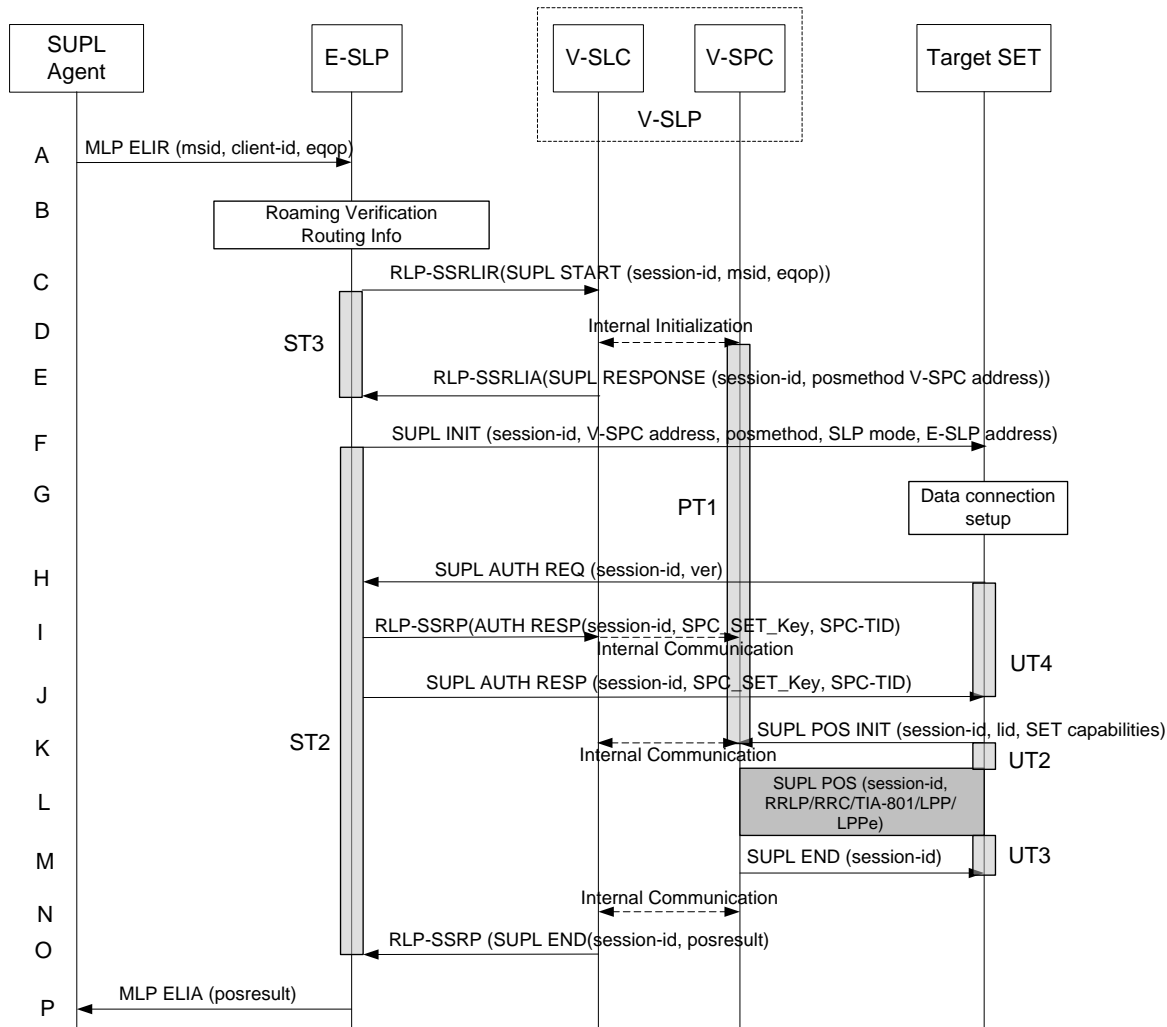 SUPL
Agent
E-SLP
V-SLC
V-SPC
Target SET
V-SLP
A
MLP ELIR (msid, client-id, eqop)
B
Roaming Verification
Routing Info
C
RLP-SSRLIR(SUPL START (session-id, msid, eqop))
D
Internal Initialization
ST3
E
RLP-SSRLIA(SUPL RESPONSE (session-id, posmethod V-SPC address))
F
SUPL INIT (session-id, V-SPC address, posmethod, SLP mode, E-SLP address)
G
PT1
Data connection
setup
H
SUPL AUTH REQ (session-id, ver)
I
RLP-SSRP(AUTH RESP(session-id, SPC_SET_Key, SPC-TID)
Internal Communication
UT4
J
SUPL AUTH RESP (session-id, SPC_SET_Key, SPC-TID)
ST2
K
SUPL POS INIT (session-id, lid, SET capabilities)
Internal Communication
UT2
L
SUPL POS (session-id,
RRLP/RRC/TIA-801/LPP/
LPPe)
M
SUPL END (session-id)
UT3
N
Internal Communication
O
RLP-SSRP (SUPL END(session-id, posresult)
P
MLP ELIA (posresult)